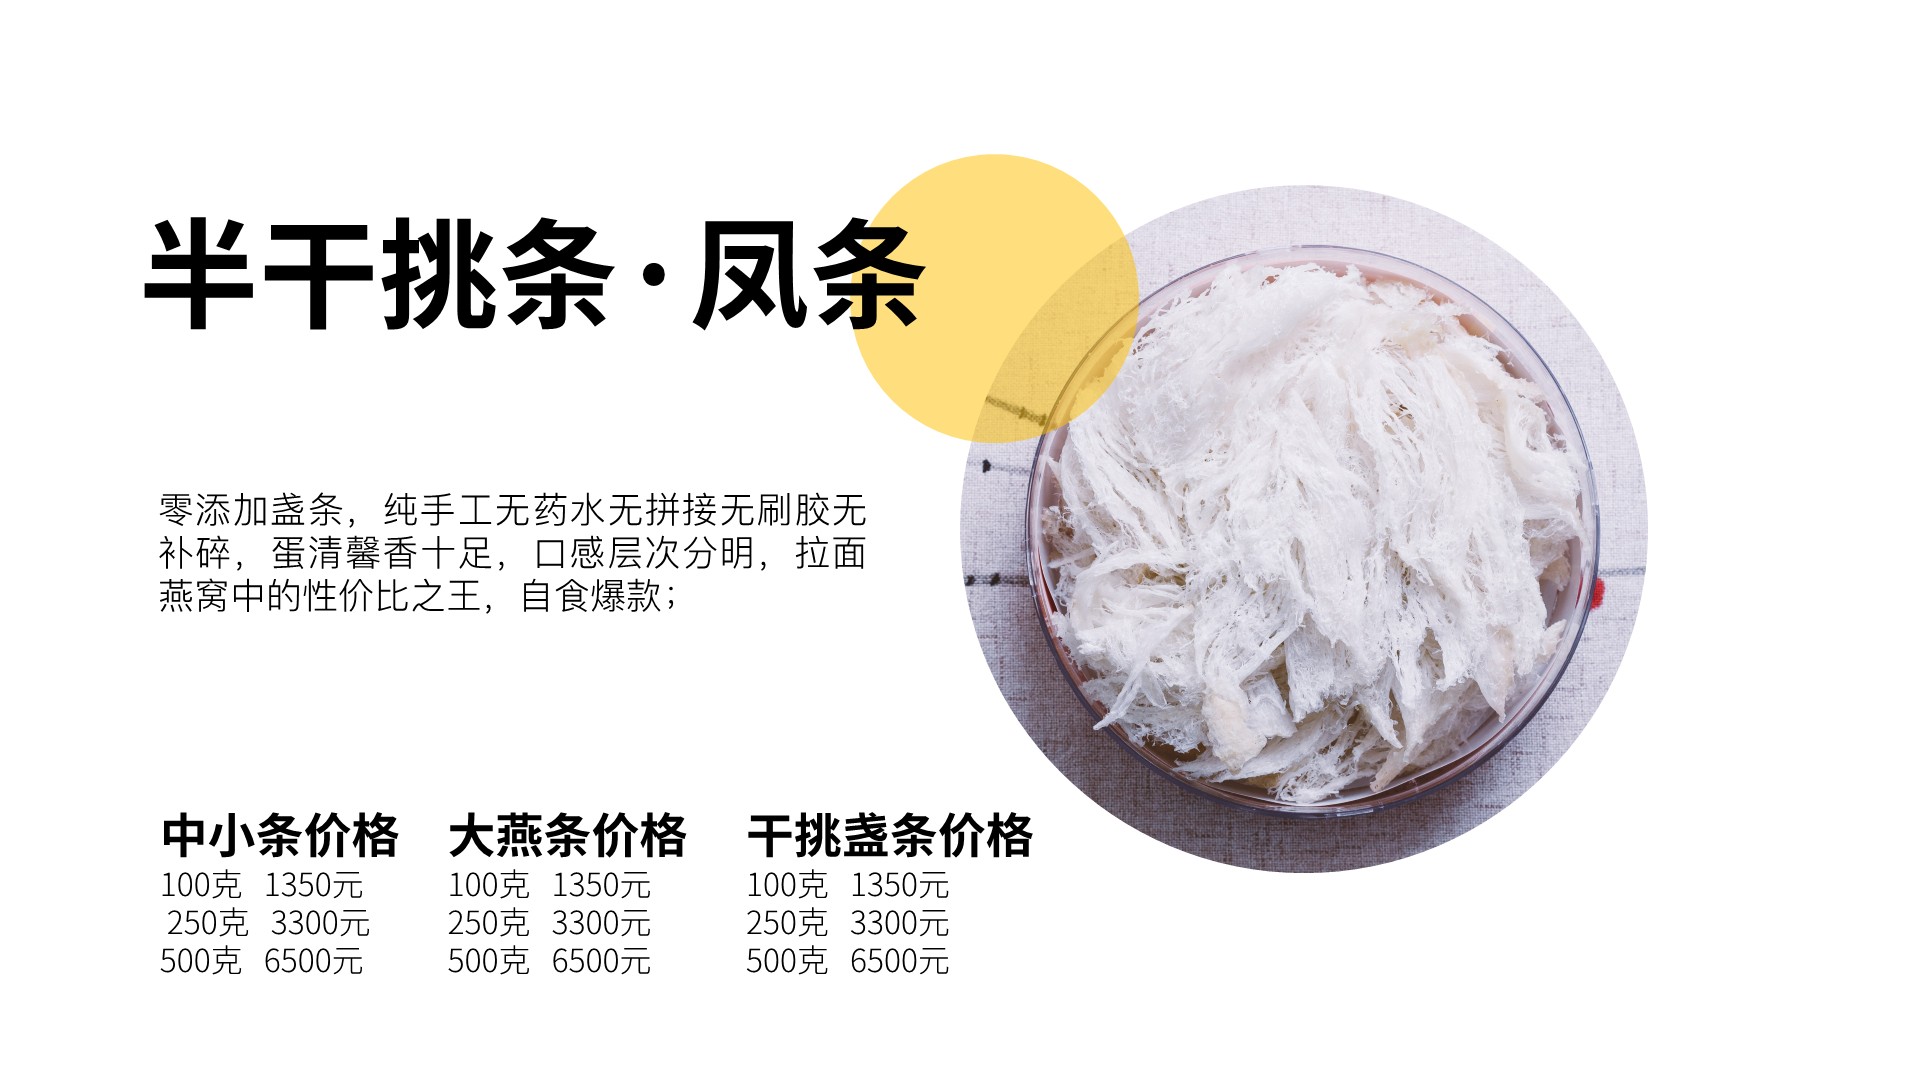 半干挑条·凤条
零添加盏条，纯手工无药水无拼接无刷胶无
补碎，蛋清馨香十足，口感层次分明，拉面
燕窝中的性价比之王，自食爆款；
中小条价格
100克 1350元
250克 3300元
500克 6500元
大燕条价格
100克 1350元
250克 3300元
500克 6500元
干挑盏条价格
100克 1350元
250克 3300元
500克 6500元